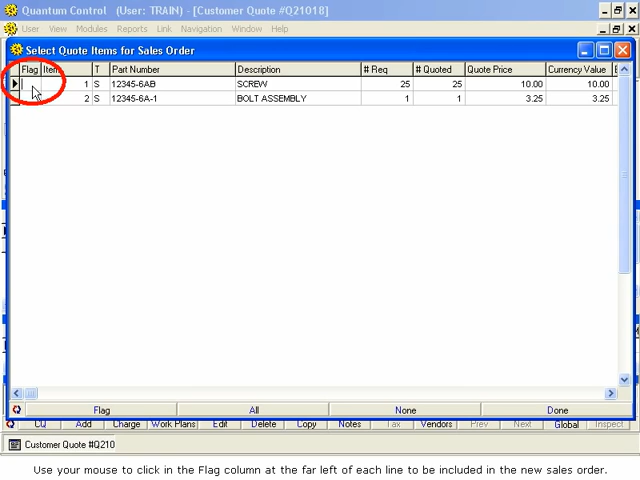 Quantum Control (User: TRAIN) - [Customer Quote #Q21018]
User View Modules Reports Link Navigation Window Help
Select Quote Items for Sales Order
Flag Item T Part Number Description # Req # Quoted Quote Price Currency Value
1 S 12345-6AB SCREW 25 25 10.00 10.00
2 S 12345-6A-1 BOLT ASSEMBLY 1 1 3.25 3.25
Flag All None Done
CQ Add Charge Work Plans Edit Delete Copy Notes Tax Vendors Prev Next Global Inspect
Customer Quote #Q210
Use your mouse to click in the Flag column at the far left of each line to be included in the new sales order.